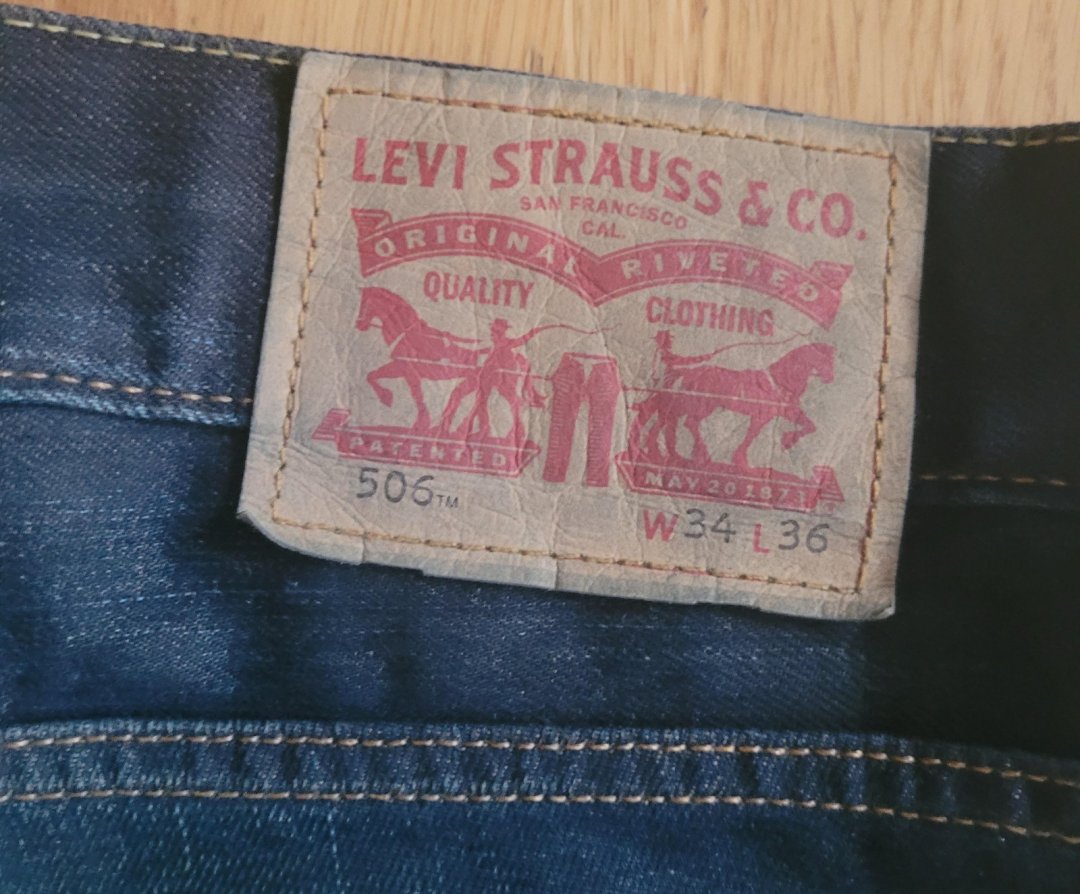 LEVI STRAUSS & CO.
SAN FRANCISCO
CAL.
ORIGINAL RIVETED
QUALITY CLOTHING
PATENTED MAY 20 1873
506™
W34 L36